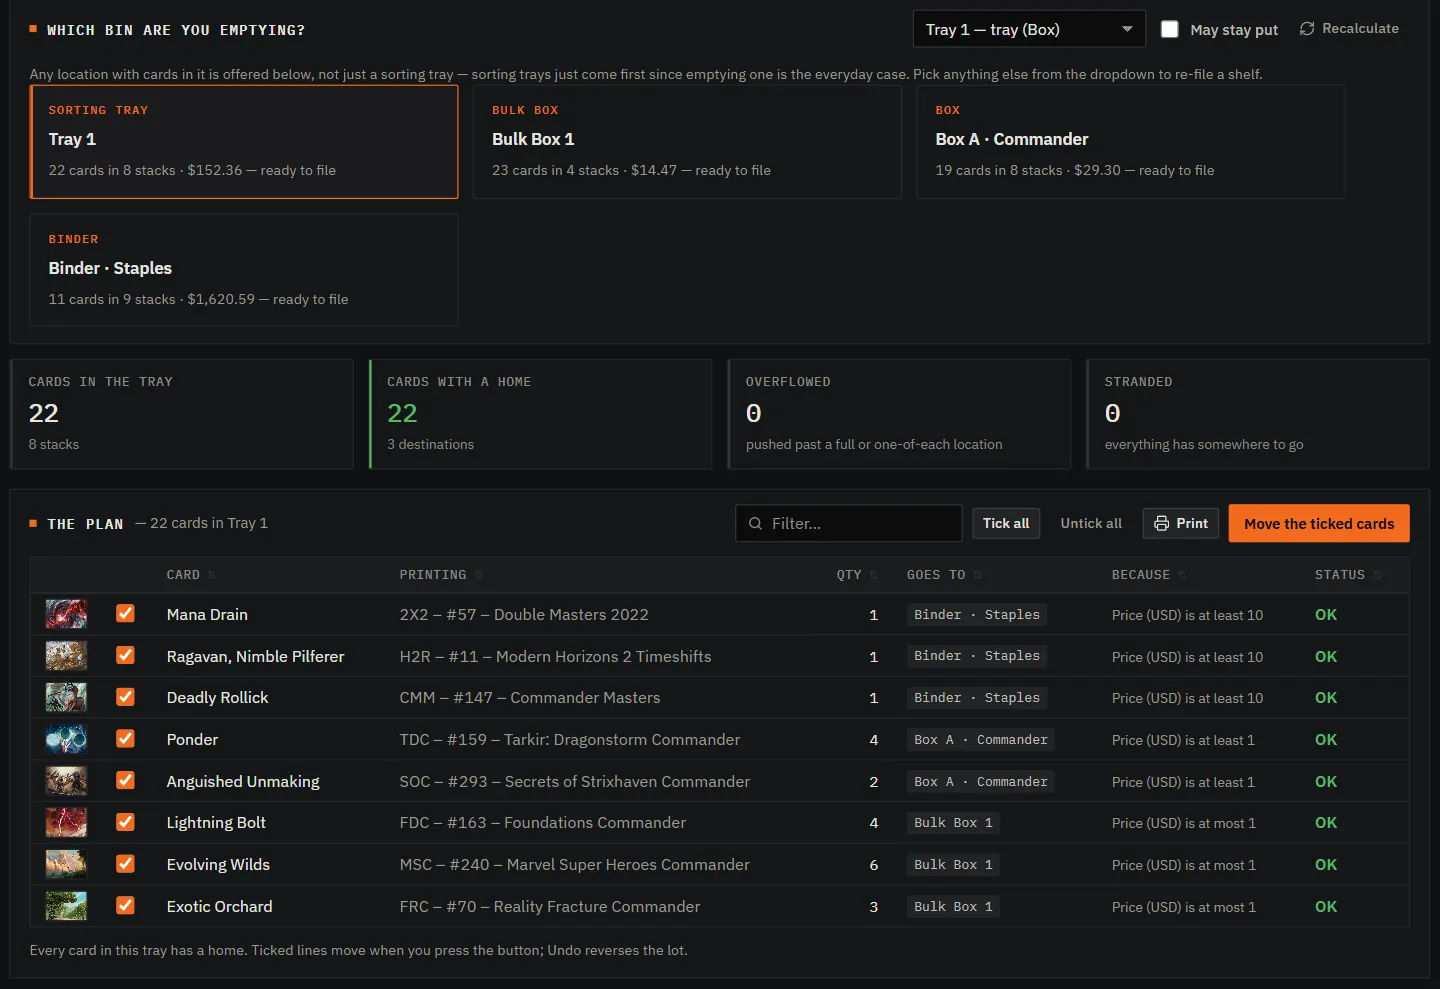 WHICH BIN ARE YOU EMPTYING?
Tray 1 — tray (Box)
May stay put
Recalculate
Any location with cards in it is offered below, not just a sorting tray — sorting trays just come first since emptying one is the everyday case. Pick anything else from the dropdown to re-file a shelf.
SORTING TRAY
Tray 1
22 cards in 8 stacks · $152.36 — ready to file
BULK BOX
Bulk Box 1
23 cards in 4 stacks · $14.47 — ready to file
BOX
Box A · Commander
19 cards in 8 stacks · $29.30 — ready to file
BINDER
Binder · Staples
11 cards in 9 stacks · $1,620.59 — ready to file
CARDS IN THE TRAY
22
8 stacks
CARDS WITH A HOME
22
3 destinations
OVERFLOWED
0
pushed past a full or one-of-each location
STRANDED
0
everything has somewhere to go
THE PLAN — 22 cards in Tray 1
Filter...
Tick all
Untick all
Print
Move the ticked cards
CARD PRINTING QTY GOES TO BECAUSE STATUS
Mana Drain 2X2 – #57 – Double Masters 2022 1 Binder · Staples Price (USD) is at least 10 OK
Ragavan, Nimble Pilferer H2R – #11 – Modern Horizons 2 Timeshifts 1 Binder · Staples Price (USD) is at least 10 OK
Deadly Rollick CMM – #147 – Commander Masters 1 Binder · Staples Price (USD) is at least 10 OK
Ponder TDC – #159 – Tarkir: Dragonstorm Commander 4 Box A · Commander Price (USD) is at least 1 OK
Anguished Unmaking SOC – #293 – Secrets of Strixhaven Commander 2 Box A · Commander Price (USD) is at least 1 OK
Lightning Bolt FDC – #163 – Foundations Commander 4 Bulk Box 1 Price (USD) is at most 1 OK
Evolving Wilds MSC – #240 – Marvel Super Heroes Commander 6 Bulk Box 1 Price (USD) is at most 1 OK
Exotic Orchard FRC – #70 – Reality Fracture Commander 3 Bulk Box 1 Price (USD) is at most 1 OK
Every card in this tray has a home. Ticked lines move when you press the button; Undo reverses the lot.